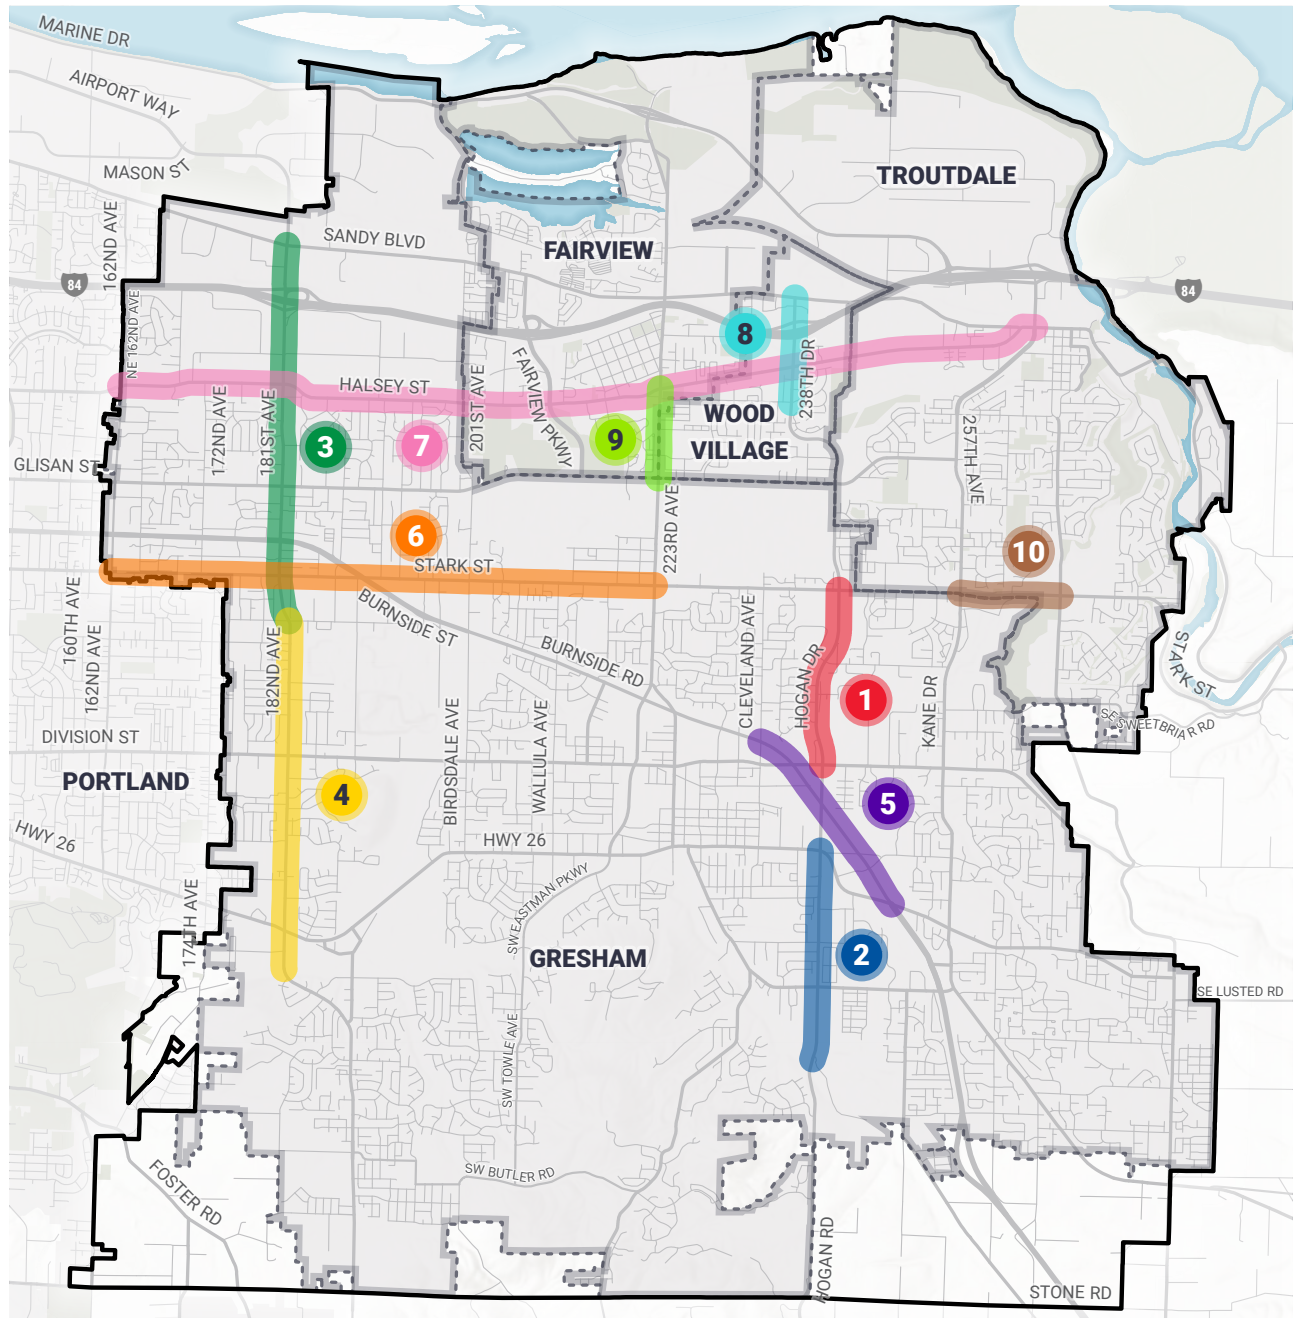 MARINE DR
AIRPORT WAY
MASON ST
TROUTDALE
162ND AVE
SANDY BLVD
FAIRVIEW
84
84
NE 162ND AVE
8
FAIRVIEW PKWY
HALSEY ST
238TH DR
172ND AVE
181ST AVE
201ST AVE
WOOD
VILLAGE
3
7
9
257TH AVE
GLISAN ST
223RD AVE
6
10
STARK ST
160TH AVE
162ND AVE
BURNSIDE ST
BURNSIDE RD
CLEVELAND AVE
HOGAN DR
1
KANE DR
STARK ST
182ND AVE
SE SWEETBRIAR RD
DIVISION ST
PORTLAND
4
BIRDSDALE AVE
WALLULA AVE
5
HWY 26
HWY 26
174TH AVE
SW EASTMAN PKWY
GRESHAM
2
SE LUSTED RD
SW TOWLE AVE
FOSTER RD
SW BUTLER RD
HOGAN RD
STONE RD